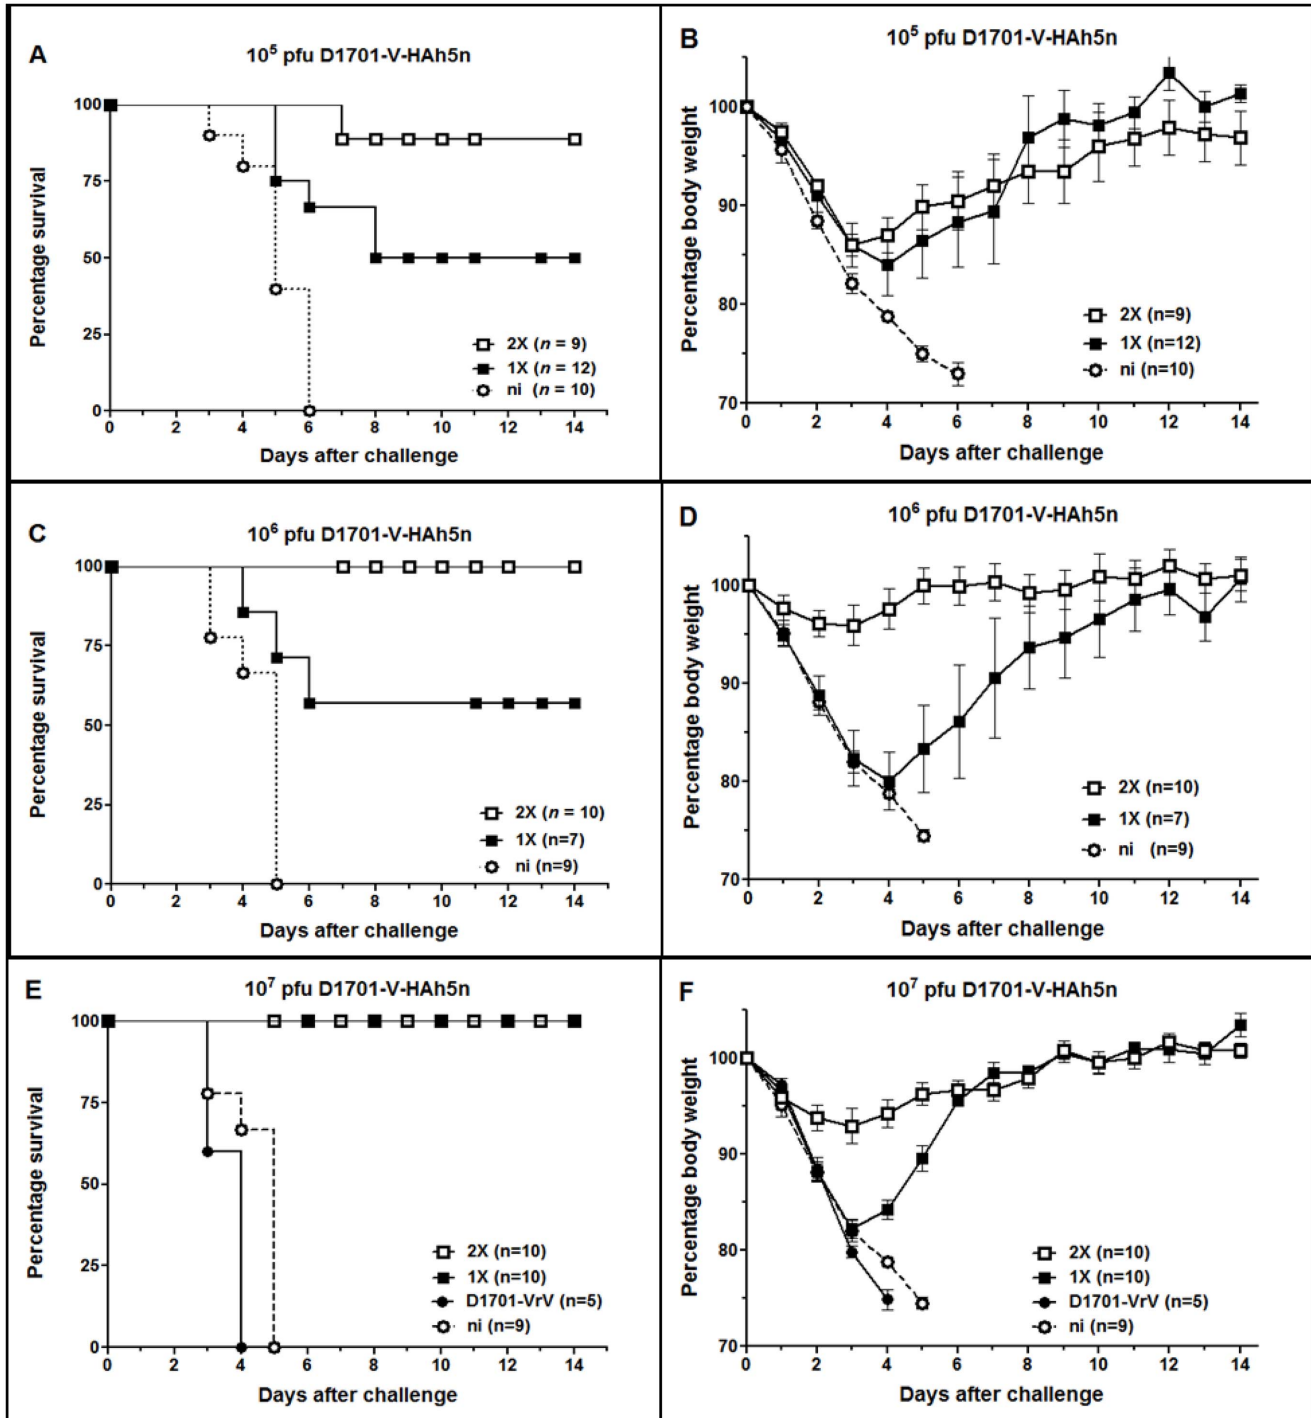 A
10⁵ pfu D1701-V-HAh5n
Percentage survival
100
75
50
25
0
0 2 4 6 8 10 12 14
Days after challenge
2X (n = 9)
1X (n = 12)
ni (n = 10)
B
10⁵ pfu D1701-V-HAh5n
Percentage body weight
100
90
80
70
0 2 4 6 8 10 12 14
Days after challenge
2X (n=9)
1X (n=12)
ni (n=10)
C
10⁶ pfu D1701-V-HAh5n
Percentage survival
100
75
50
25
0
0 2 4 6 8 10 12 14
Days after challenge
2X (n = 10)
1X (n=7)
ni (n=9)
D
10⁶ pfu D1701-V-HAh5n
Percentage body weight
100
90
80
70
0 2 4 6 8 10 12 14
Days after challenge
2X (n=10)
1X (n=7)
ni (n=9)
E
10⁷ pfu D1701-V-HAh5n
Percentage survival
100
75
50
25
0
0 2 4 6 8 10 12 14
Days after challenge
2X (n=10)
1X (n=10)
D1701-VrV (n=5)
ni (n=9)
F
10⁷ pfu D1701-V-HAh5n
Percentage body weight
100
90
80
70
0 2 4 6 8 10 12 14
Days after challenge
2X (n=10)
1X (n=10)
D1701-VrV (n=5)
ni (n=9)